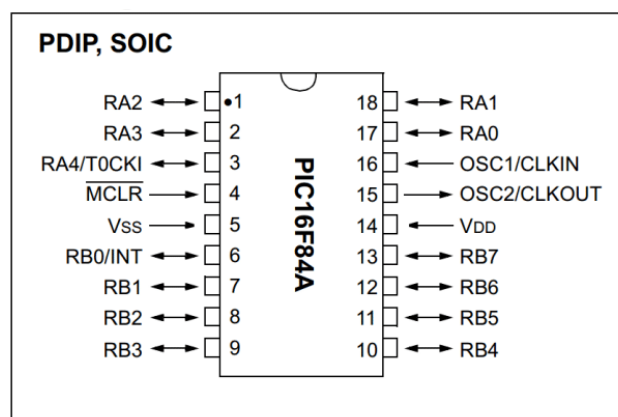 PDIP, SOIC
RA2 •1 18 RA1
RA3 2 17 RA0
RA4/T0CKI 3 16 OSC1/CLKIN
MCLR 4 15 OSC2/CLKOUT
VSS 5 14 VDD
RB0/INT 6 13 RB7
RB1 7 12 RB6
RB2 8 11 RB5
RB3 9 10 RB4
PIC16F84A